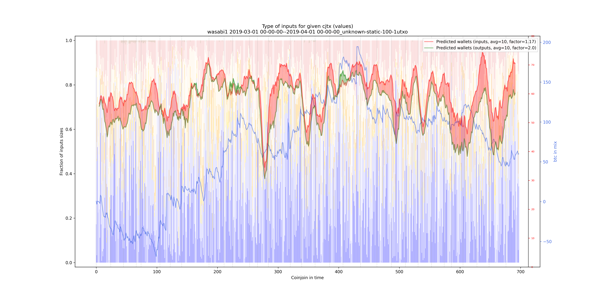 Type of inputs for given cjtx (values)
wasabi1 2019-03-01 00-00-00--2019-04-01 00-00-00_unknown-static-100-1utxo
Predicted wallets (inputs, avg=10, factor=1.17)
Predicted wallets (outputs, avg=10, factor=2.0)
1.0
0.8
0.6
0.4
0.2
0.0
Fraction of inputs sizes
0
100
200
300
400
500
600
700
Coinjoin in time
200
150
100
50
0
−50
btc in mix